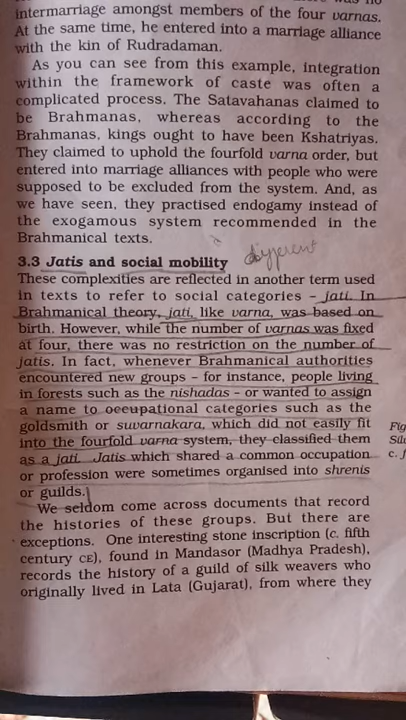 intermarriage amongst members of the four varnas.
At the same time, he entered into a marriage alliance
with the kin of Rudradaman.
As you can see from this example, integration
within the framework of caste was often a
complicated process. The Satavahanas claimed to
be Brahmanas, whereas according to the
Brahmanas, kings ought to have been Kshatriyas.
They claimed to uphold the fourfold varna order, but
entered into marriage alliances with people who were
supposed to be excluded from the system. And, as
we have seen, they practised endogamy instead of
the exogamous system recommended in the
Brahmanical texts.
different
3.3 Jatis and social mobility
These complexities are reflected in another term used
in texts to refer to social categories – jati. In
Brahmanical theory, jati, like varna, was based on
birth. However, while the number of varnas was fixed
at four, there was no restriction on the number of
jatis. In fact, whenever Brahmanical authorities
encountered new groups – for instance, people living
in forests such as the nishadas – or wanted to assign
a name to occupational categories such as the
goldsmith or suvarnakara, which did not easily fit
into the fourfold varna system, they classified them
as a jati. Jatis which shared a common occupation
or profession were sometimes organised into shrenis
or guilds.
We seldom come across documents that record
the histories of these groups. But there are
exceptions. One interesting stone inscription (c. fifth
century CE), found in Mandasor (Madhya Pradesh),
records the history of a guild of silk weavers who
originally lived in Lata (Gujarat), from where they
Fig
c.